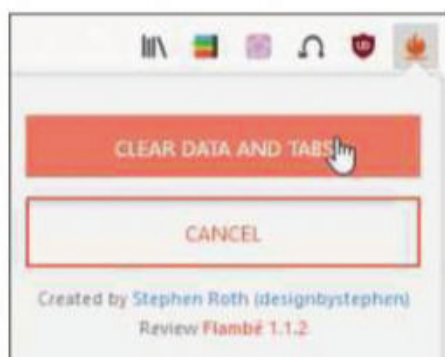 CLEAR DATA AND TABS
CANCEL
Created by Stephen Roth (designbystephen)
Review Flambé 1.1.2